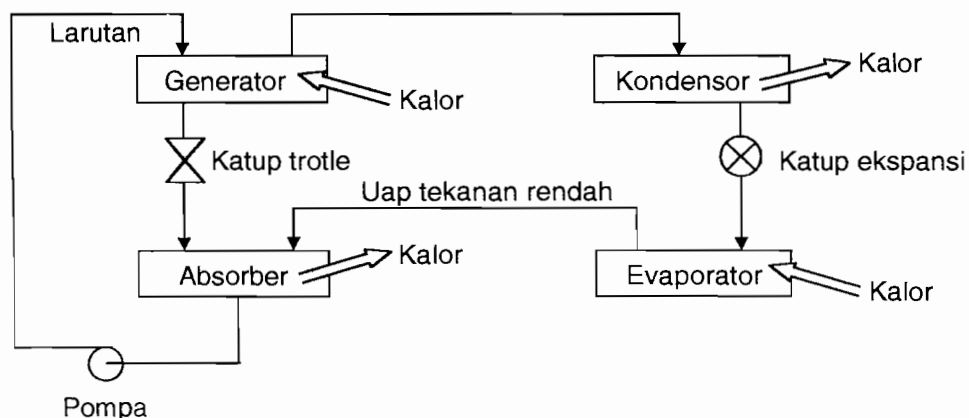 Larutan
Generator
Kalor
Kondensor
Kalor
Katup trotle
Katup ekspansi
Uap tekanan rendah
Absorber
Kalor
Evaporator
Kalor
Pompa